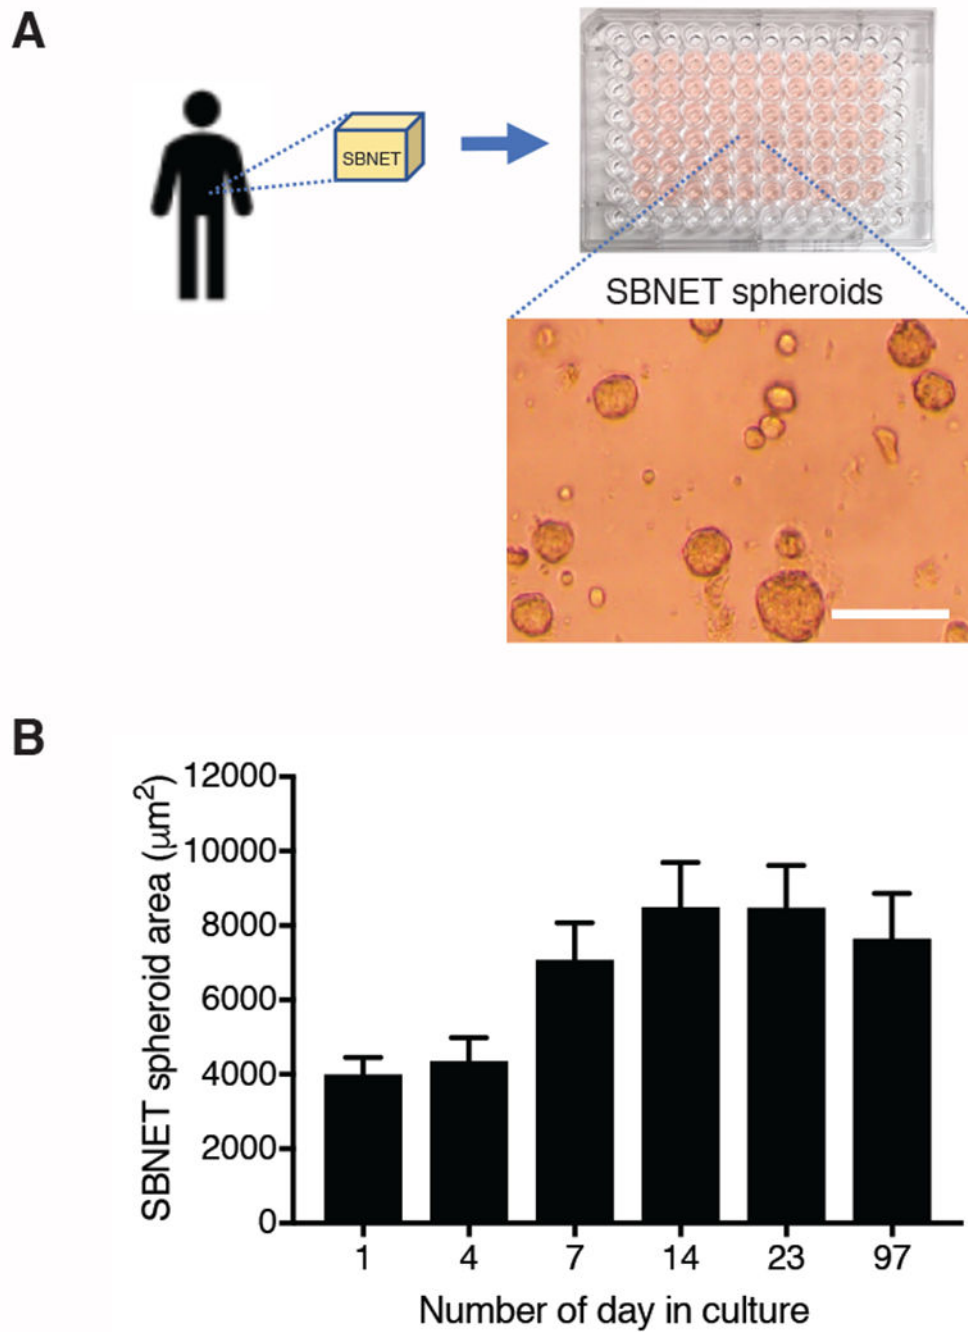 A
SBNET
SBNET spheroids
B
SBNET spheroid area (μm²)
12000
10000
8000
6000
4000
2000
0
1 4 7 14 23 97
Number of day in culture